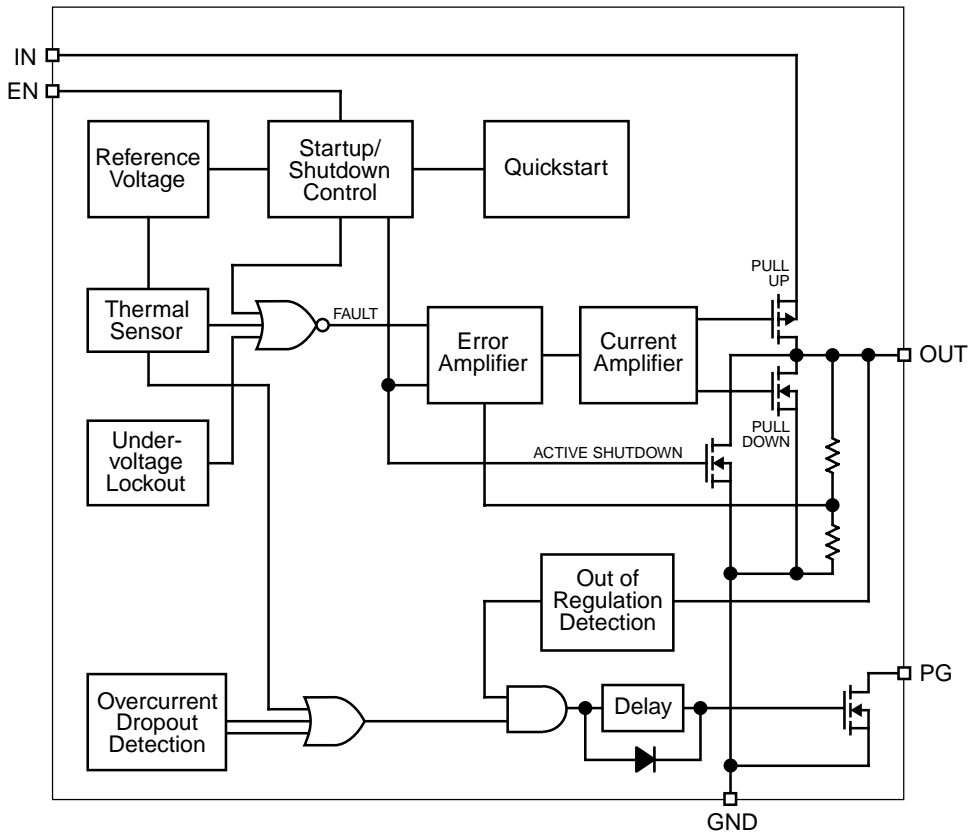 IN
EN
Reference
Voltage
Startup/
Shutdown
Control
Quickstart
PULL
UP
Thermal
Sensor
FAULT
Error
Amplifier
Current
Amplifier
OUT
PULL
DOWN
Under-
voltage
Lockout
ACTIVE SHUTDOWN
Out of
Regulation
Detection
PG
Overcurrent
Dropout
Detection
Delay
GND